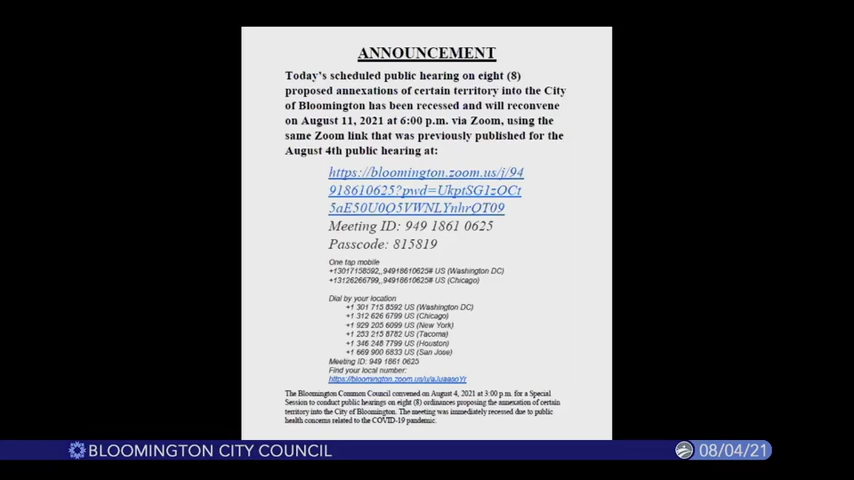 ANNOUNCEMENT
Today's scheduled public hearing on eight (8)
proposed annexations of certain territory into the City
of Bloomington has been recessed and will reconvene
on August 11, 2021 at 6:00 p.m. via Zoom, using the
same Zoom link that was previously published for the
August 4th public hearing at:
https://bloomington.zoom.us/j/94
918610625?pwd=UkptSG1zOCt
5aE50U0Q5VWNLYnhrQT09
Meeting ID: 949 1861 0625
Passcode: 815819
One tap mobile
+13017158592,,94918610625# US (Washington DC)
+13126266799,,94918610625# US (Chicago)
Dial by your location
+1 301 715 8592 US (Washington DC)
+1 312 626 6799 US (Chicago)
+1 929 205 6099 US (New York)
+1 253 215 8782 US (Tacoma)
+1 346 248 7799 US (Houston)
+1 669 900 6833 US (San Jose)
Meeting ID: 949 1861 0625
Find your local number:
The Bloomington Common Council convened on August 4, 2021 at 3:00 p.m. for a Special
Session to conduct public hearings on eight (8) ordinances proposing the annexation of certain
territory into the City of Bloomington. The meeting was immediately recessed due to public
health concerns related to the COVID-19 pandemic.
BLOOMINGTON CITY COUNCIL
08/04/21